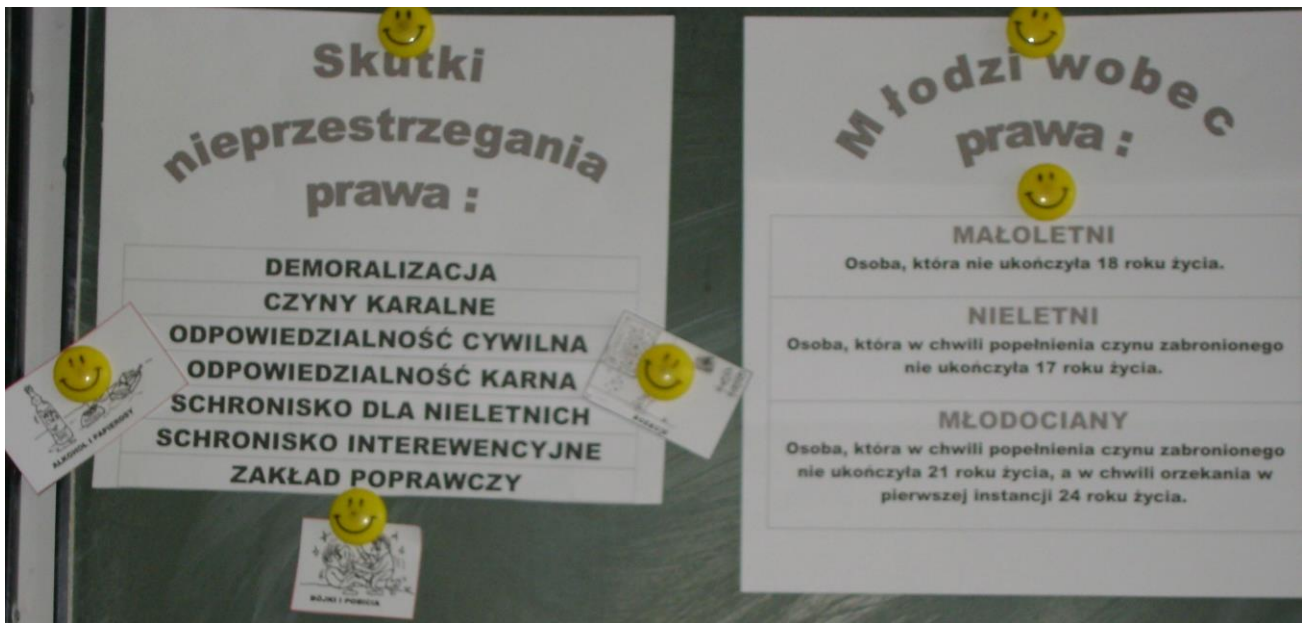 Skutki
nieprzestrzegania
prawa :
DEMORALIZACJA
CZYNY KARALNE
ODPOWIEDZIALNOŚĆ CYWILNA
ODPOWIEDZIALNOŚĆ KARNA
SCHRONISKO DLA NIELETNICH
SCHRONISKO INTEREWENCYJNE
ZAKŁAD POPRAWCZY
ALKOHOL I PAPIEROSY
BÓJKI I POBICIA
Młodzi wobec
prawa :
MAŁOLETNI
Osoba, która nie ukończyła 18 roku życia.
NIELETNI
Osoba, która w chwili popełnienia czynu zabronionego
nie ukończyła 17 roku życia.
MŁODOCIANY
Osoba, która w chwili popełnienia czynu zabronionego
nie ukończyła 21 roku życia, a w chwili orzekania w
pierwszej instancji 24 roku życia.